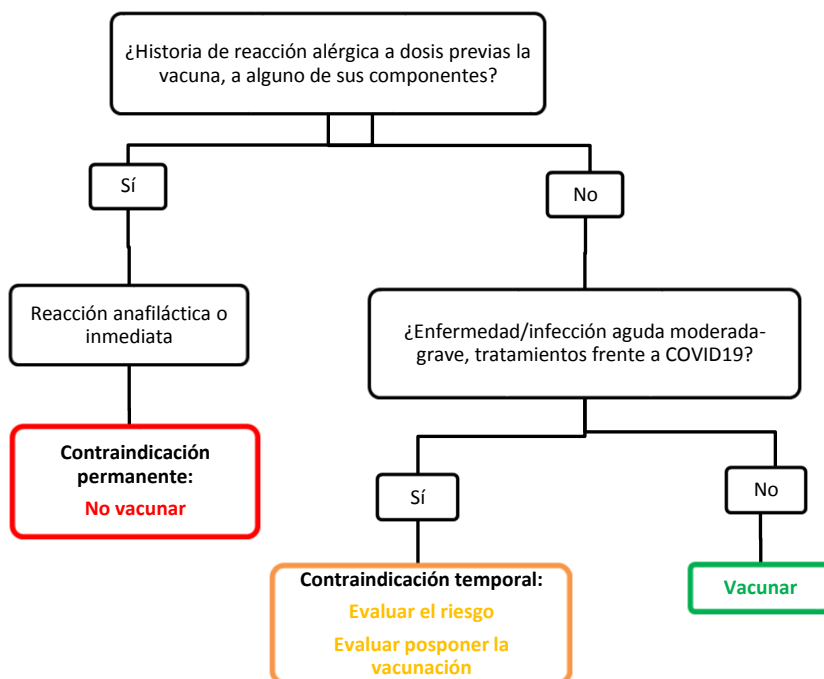 ¿Historia de reacción alérgica a dosis previas la
vacuna, a alguno de sus componentes?
Sí
No
Reacción anafiláctica o
inmediata
¿Enfermedad/infección aguda moderada-
grave, tratamientos frente a COVID19?
Contraindicación
permanente:
No vacunar
Sí
No
Contraindicación temporal:
Evaluar el riesgo
Evaluar posponer la
vacunación
Vacunar